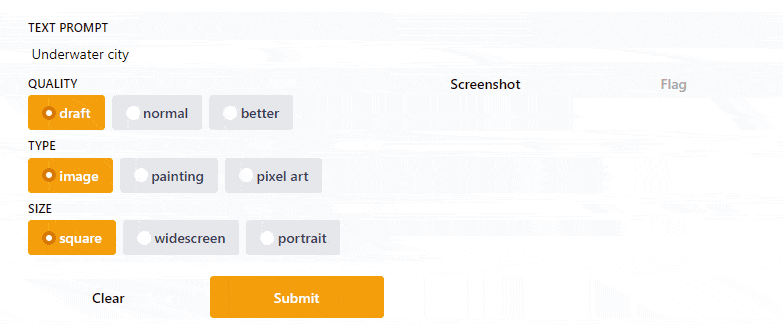 TEXT PROMPT
Underwater city
QUALITY
draft normal better
Screenshot Flag
TYPE
image painting pixel art
SIZE
square widescreen portrait
Clear Submit